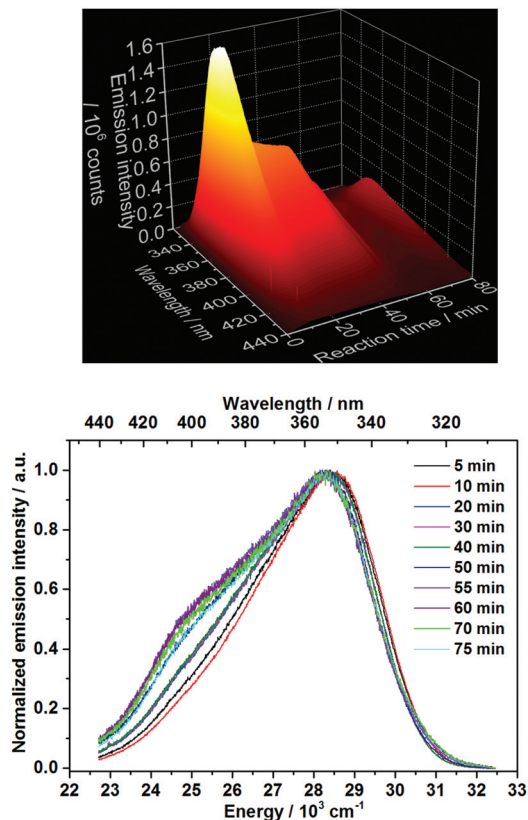 1.6
1.4
1.2
1.0
0.8
0.6
0.4
0.2
0.0
Emission intensity
/ 10⁶ counts
340
360
380
400
420
440
Wavelength / nm
0
20
40
60
80
Reaction time / min
Wavelength / nm
440 420 400 380 360 340 320
Normalized emission intensity / a.u.
1.0
0.8
0.6
0.4
0.2
0.0
5 min
10 min
20 min
30 min
40 min
50 min
55 min
60 min
70 min
75 min
22 23 24 25 26 27 28 29 30 31 32 33
Energy / 10³ cm⁻¹